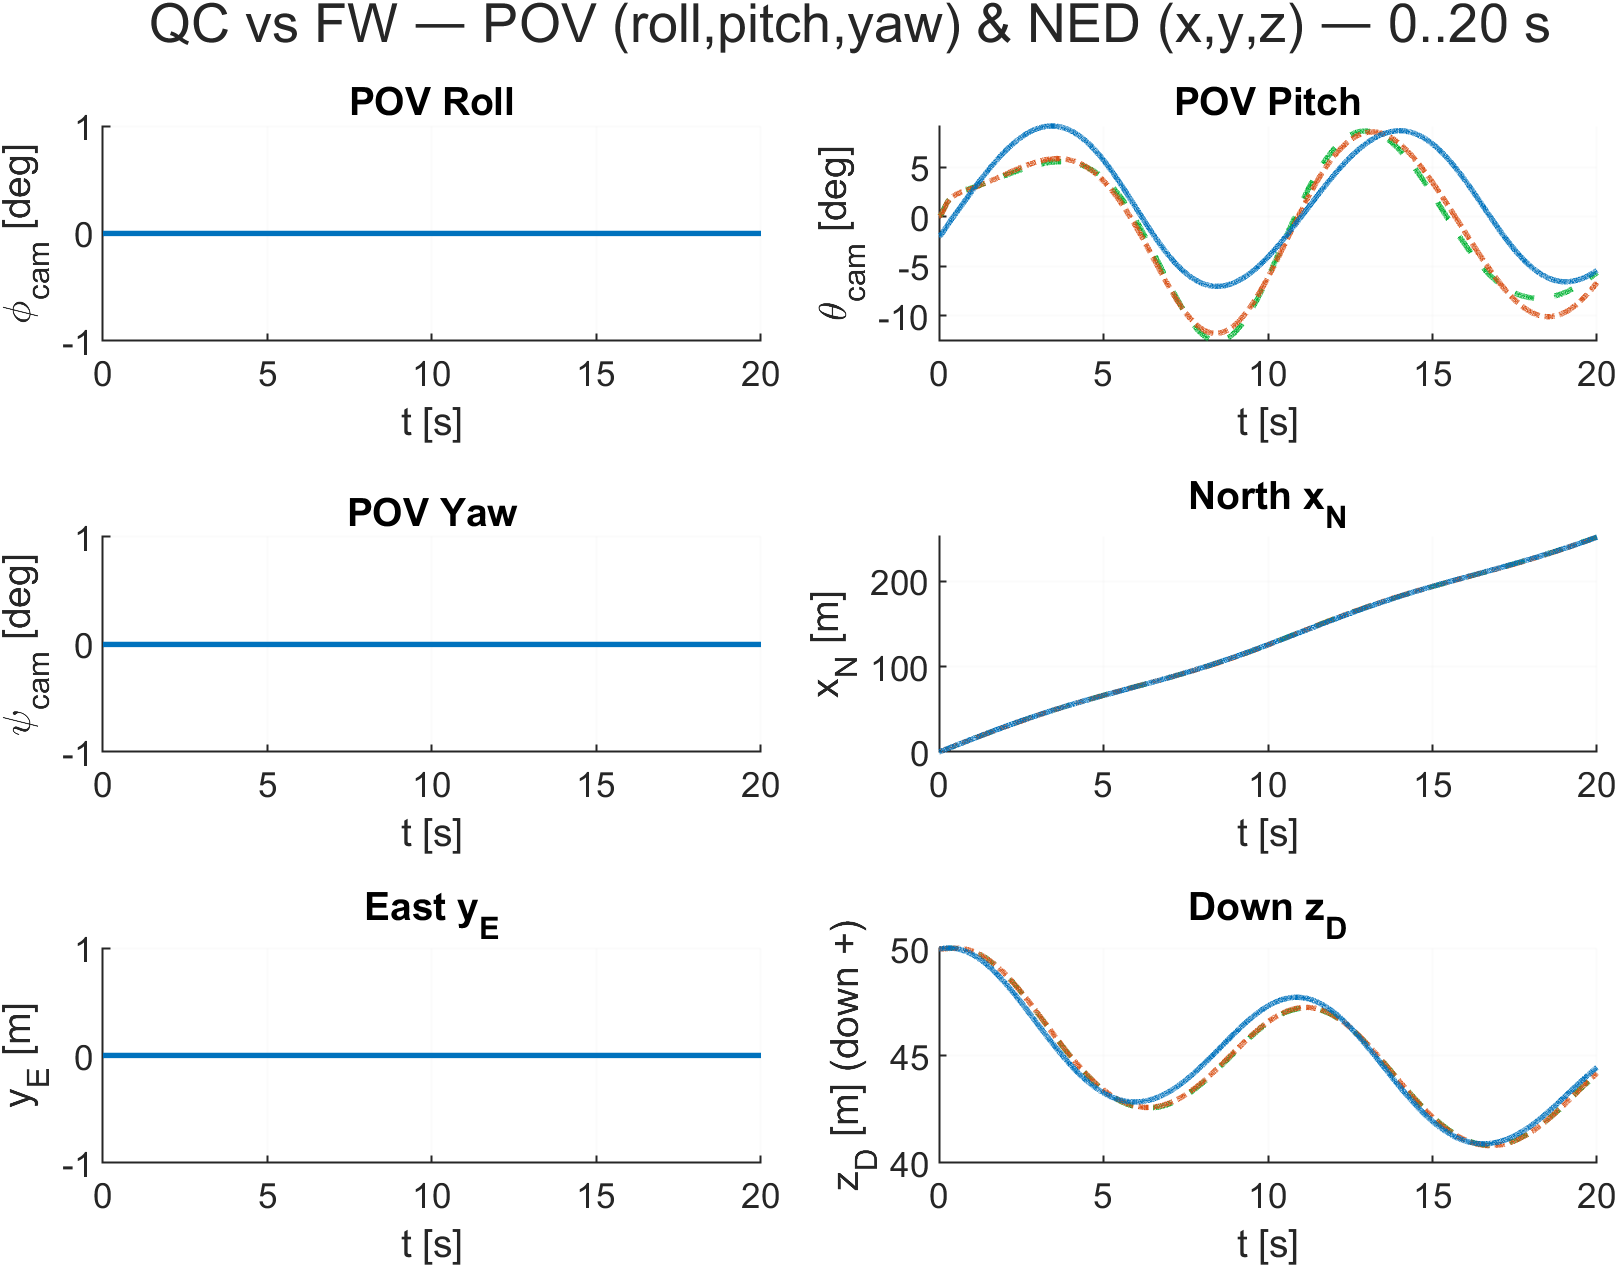 QC vs FW — POV (roll,pitch,yaw) & NED (x,y,z) — 0..20 s
POV Roll
ϕcam [deg]
1
0
-1
0 5 10 15 20
t [s]
POV Pitch
θcam [deg]
5
0
-5
-10
0 5 10 15 20
t [s]
POV Yaw
ψcam [deg]
1
0
-1
0 5 10 15 20
t [s]
North xN
xN [m]
200
100
0
0 5 10 15 20
t [s]
East yE
yE [m]
1
0
-1
0 5 10 15 20
t [s]
Down zD
zD [m] (down +)
50
45
40
0 5 10 15 20
t [s]